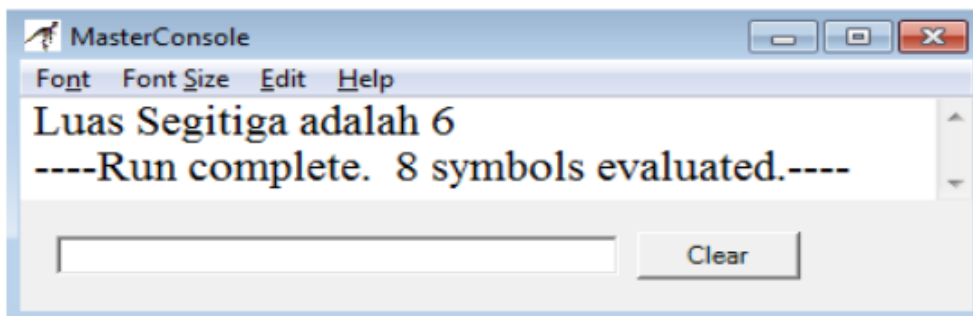 MasterConsole
Font Font Size Edit Help
Luas Segitiga adalah 6
----Run complete.  8 symbols evaluated.----
Clear